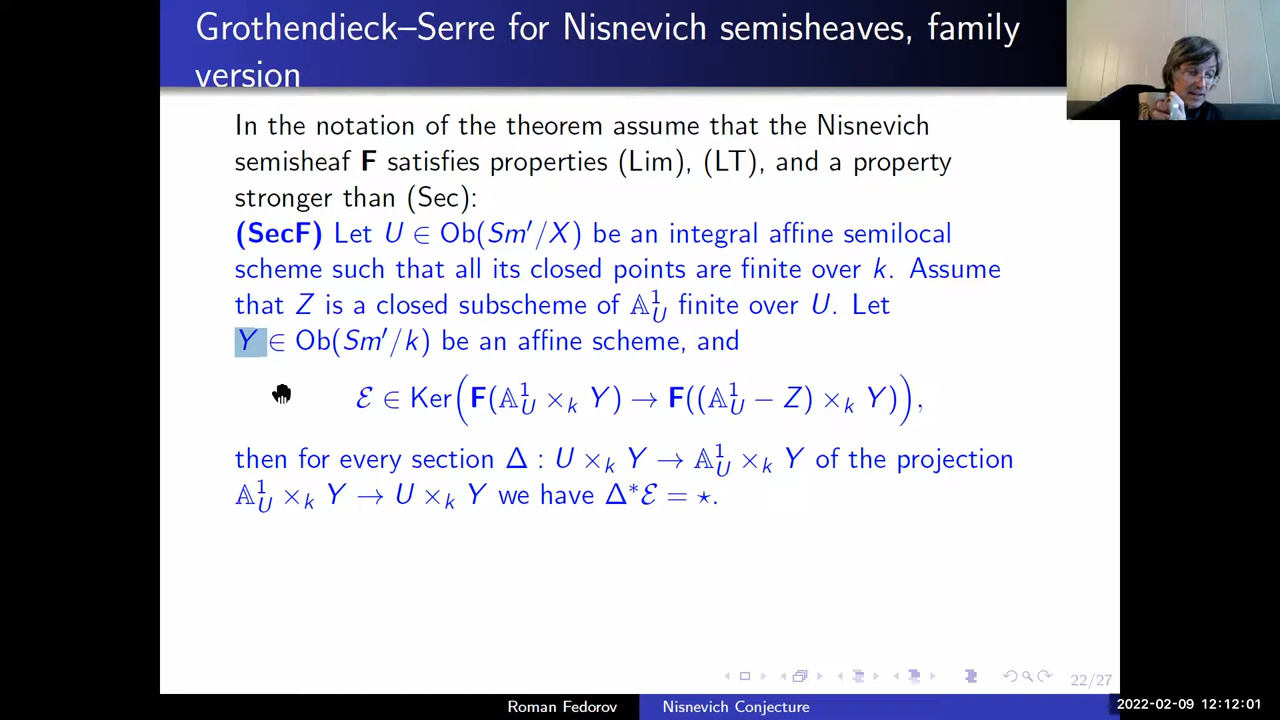 Grothendieck–Serre for Nisnevich semisheaves, family
version
In the notation of the theorem assume that the Nisnevich
semisheaf F satisfies properties (Lim), (LT), and a property
stronger than (Sec):
(SecF) Let U ∈ Ob(Sm′/X) be an integral affine semilocal
scheme such that all its closed points are finite over k. Assume
that Z is a closed subscheme of 𝔸¹_U finite over U. Let
Y ∈ Ob(Sm′/k) be an affine scheme, and
ℰ ∈ Ker(F(𝔸¹_U ×_k Y) → F((𝔸¹_U − Z) ×_k Y)),
then for every section Δ : U ×_k Y → 𝔸¹_U ×_k Y of the projection
𝔸¹_U ×_k Y → U ×_k Y we have Δ*ℰ = ⋆.
22/27
Roman Fedorov Nisnevich Conjecture
2022-02-09 12:12:01